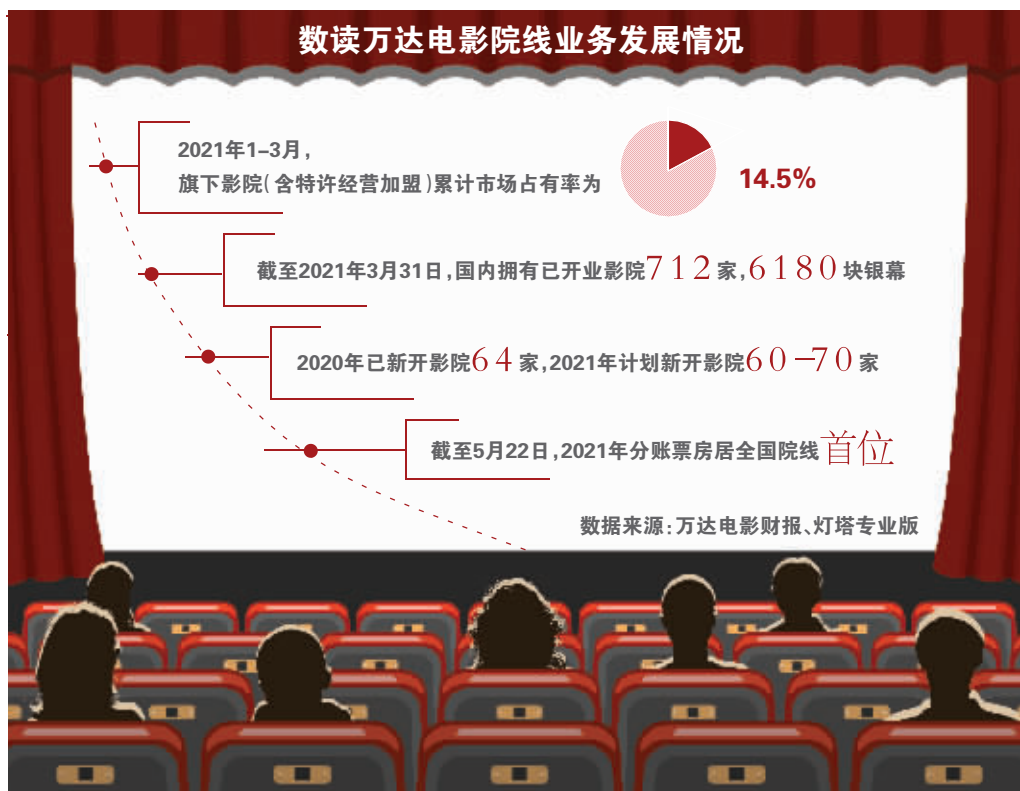 数读万达电影院线业务发展情况
2021年1-3月，
旗下影院(含特许经营加盟)累计市场占有率为
14.5%
截至2021年3月31日，国内拥有已开业影院712家，6180块银幕
2020年已新开影院64家，2021年计划新开影院60-70家
截至5月22日，2021年分账票房居全国院线首位
数据来源：万达电影财报、灯塔专业版